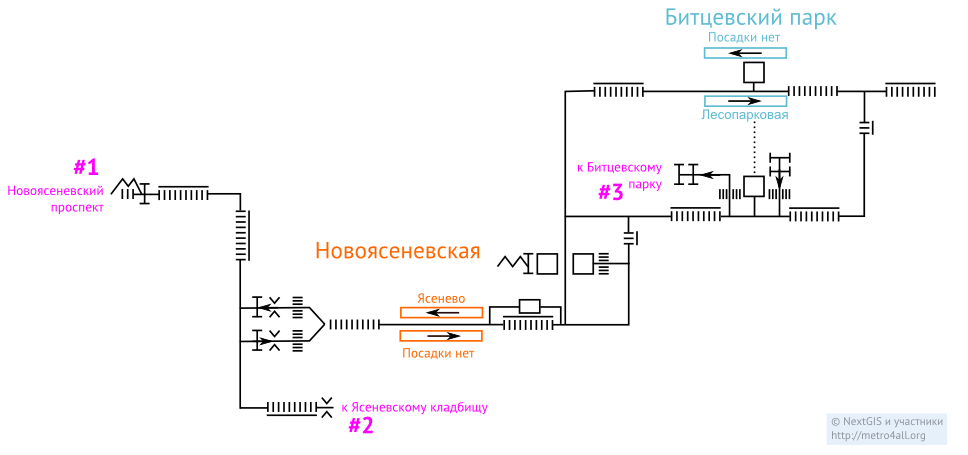 Битцевский парк
Посадки нет
Лесопарковая
#1
Новоясеневский
проспект
к Битцевскому
парку
#3
Новоясеневская
Ясенево
Посадки нет
к Ясеневскому кладбищу
#2
© NextGIS и участники
http://metro4all.org